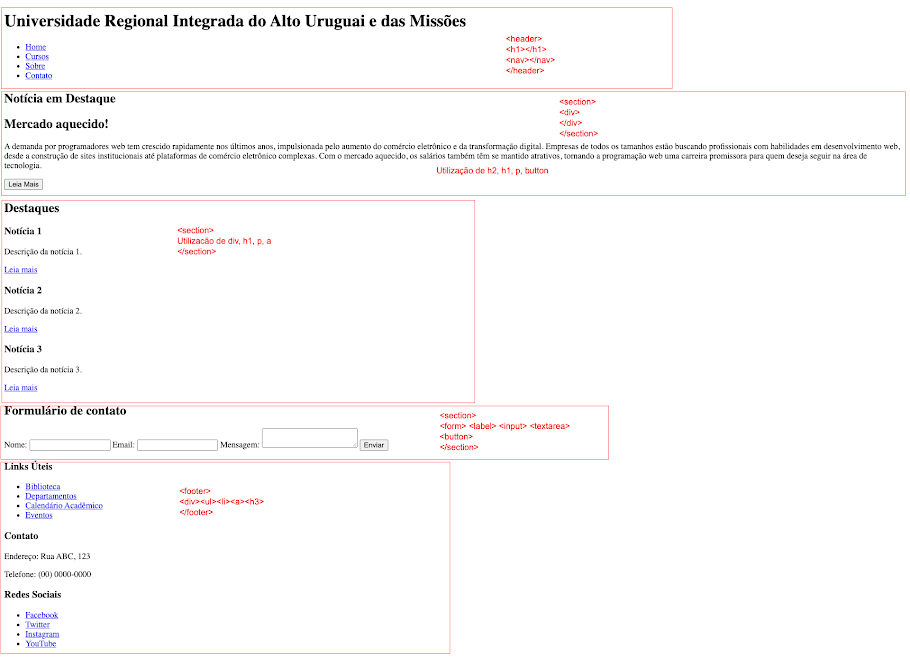 Universidade Regional Integrada do Alto Uruguai e das Missões
Home
Cursos
Sobre
Contato
<header>
<h1></h1>
<nav></nav>
</header>
Notícia em Destaque
<section>
<div>
</div>
</section>
Mercado aquecido!
A demanda por programadores web tem crescido rapidamente nos últimos anos, impulsionada pelo aumento do comércio eletrônico e da transformação digital. Empresas de todos os tamanhos estão buscando profissionais com habilidades em desenvolvimento web,
desde a construção de sites institucionais até plataformas de comércio eletrônico complexas. Com o mercado aquecido, os salários também têm se mantido atrativos, tornando a programação web uma carreira promissora para quem deseja seguir na área de
tecnologia.
Utilização de h2, h1, p, button
Leia Mais
Destaques
Notícia 1
Descrição da notícia 1.
Leia mais
<section>
Utilizacão de div, h1, p, a
</section>
Notícia 2
Descrição da notícia 2.
Leia mais
Notícia 3
Descrição da notícia 3.
Leia mais
Formulário de contato
Nome: Email: Mensagem: Enviar
<section>
<form> <label> <input> <textarea>
<button>
</section>
Links Úteis
Biblioteca
Departamentos
Calendário Acadêmico
Eventos
<footer>
<div><ul><li><a><h3>
</footer>
Contato
Endereço: Rua ABC, 123
Telefone: (00) 0000-0000
Redes Sociais
Facebook
Twitter
Instagram
YouTube